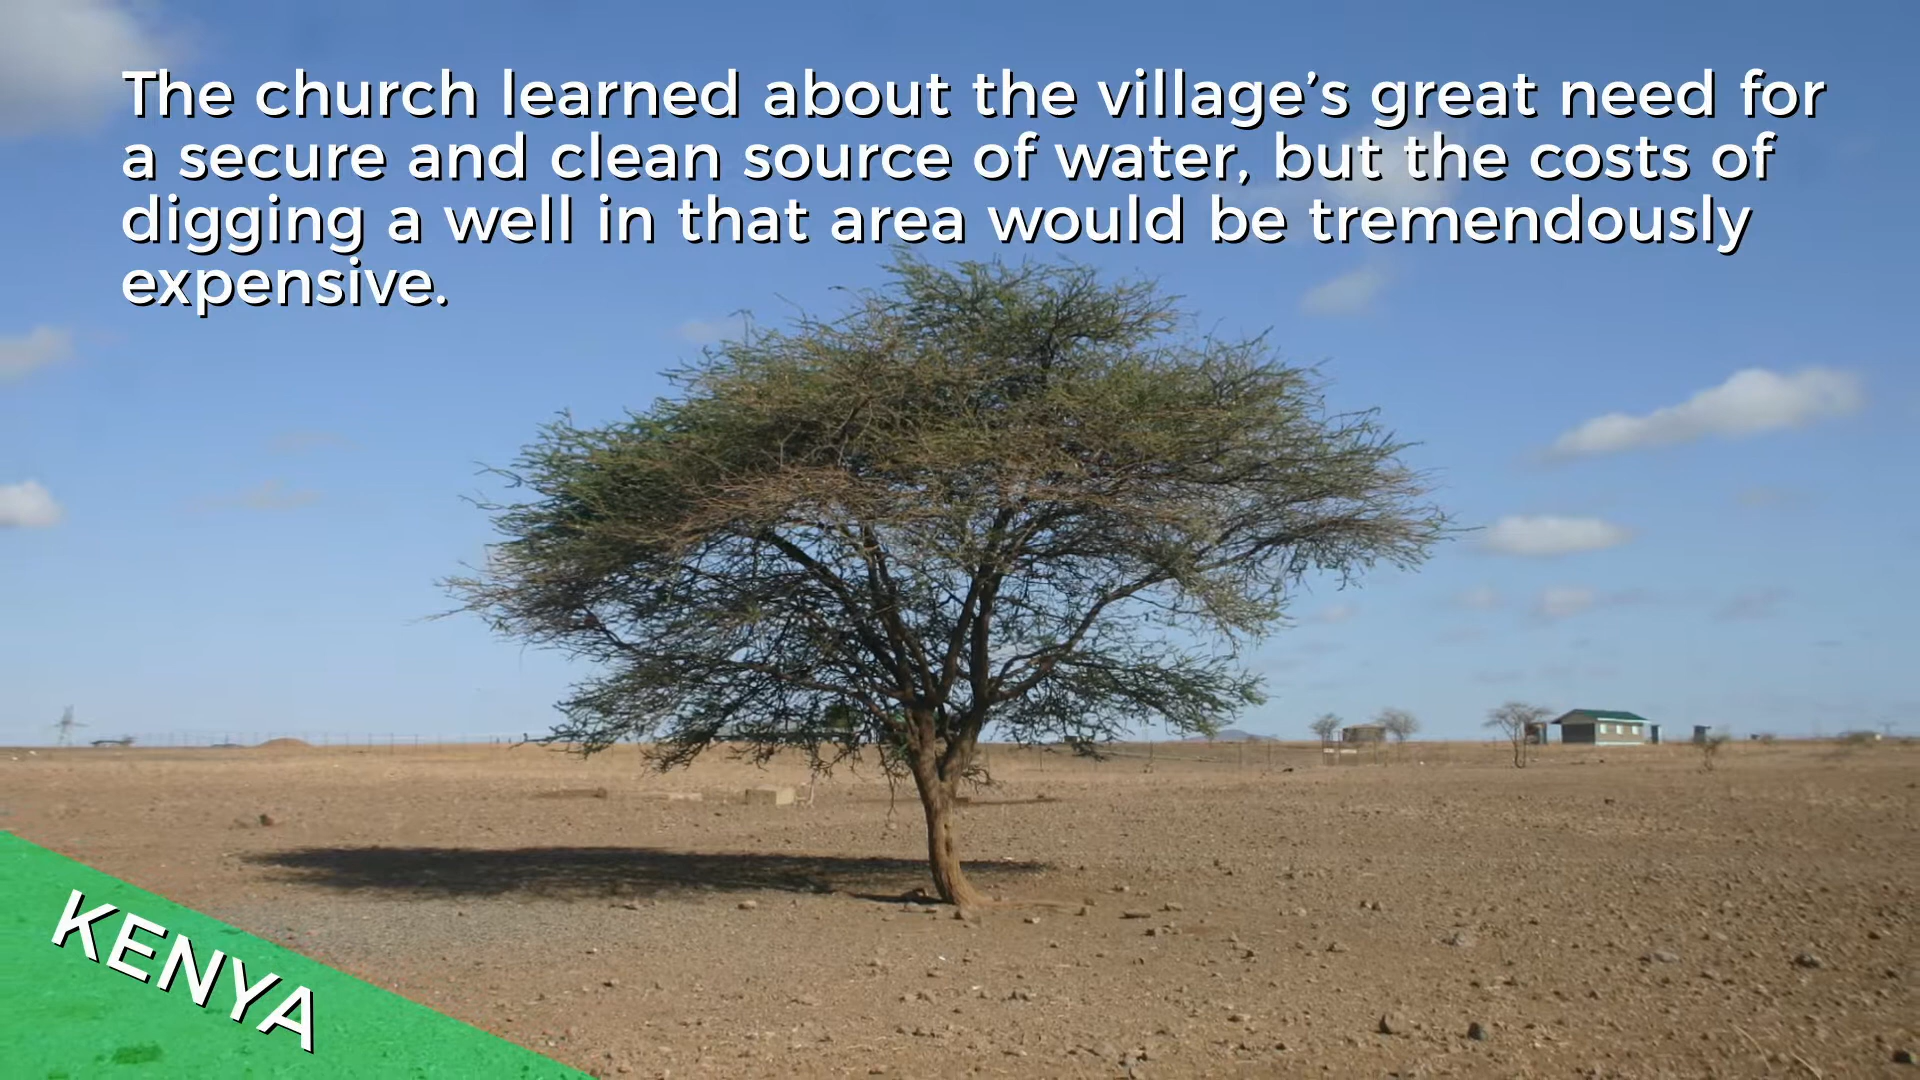 The church learned about the village’s great need for
a secure and clean source of water, but the costs of
digging a well in that area would be tremendously
expensive.
KENYA